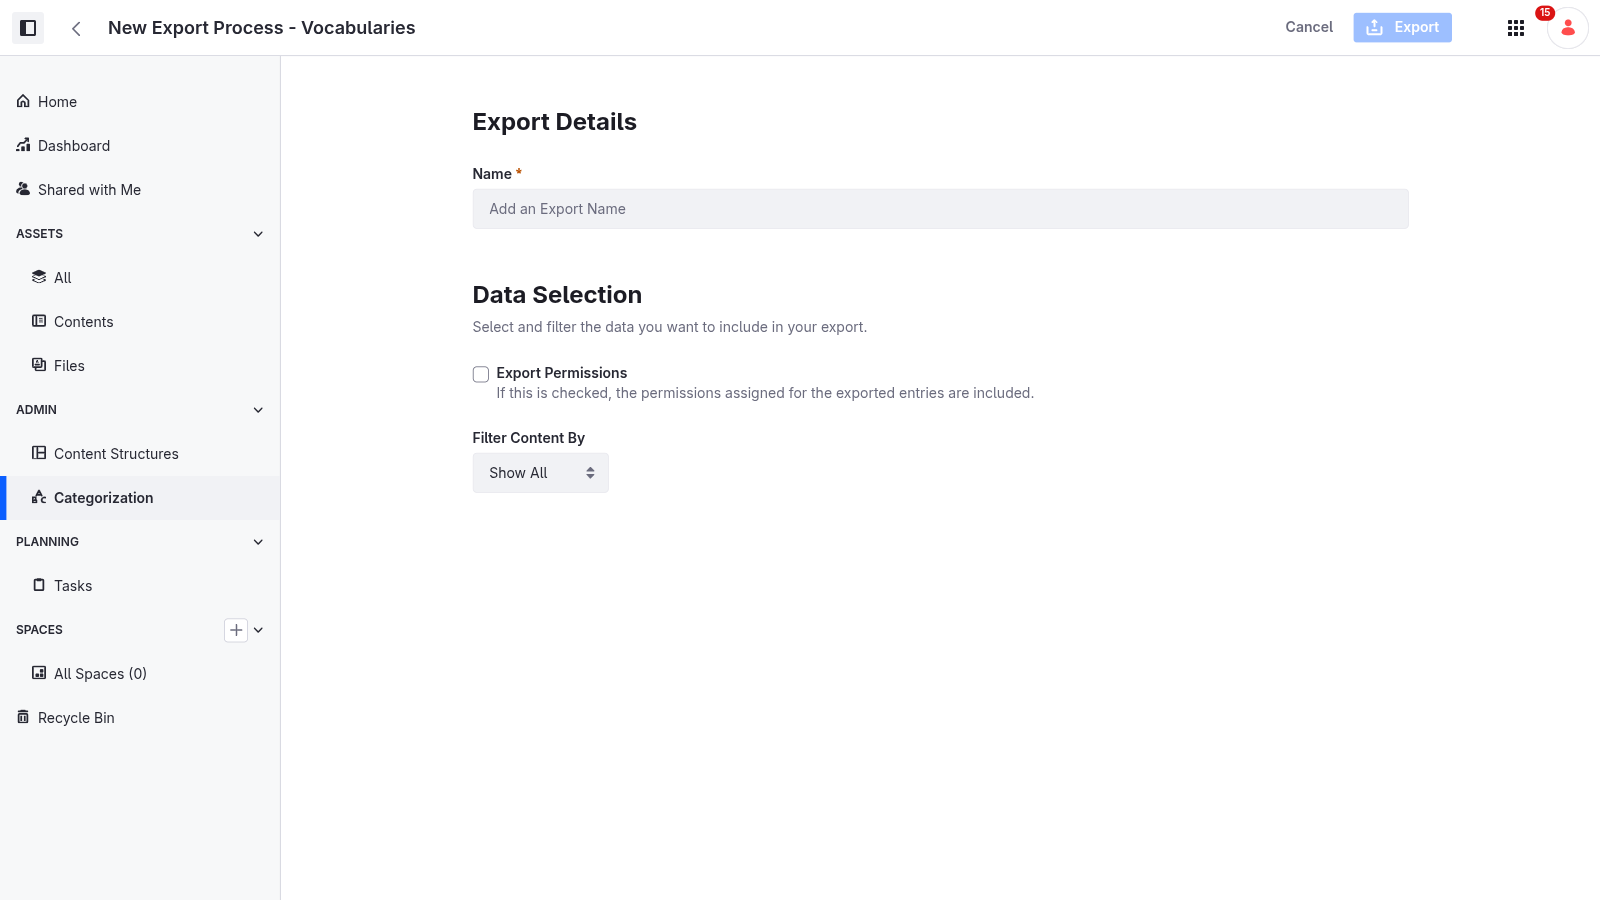 New Export Process - Vocabularies
Cancel
Export
15
Home
Dashboard
Shared with Me
ASSETS
All
Contents
Files
ADMIN
Content Structures
Categorization
PLANNING
Tasks
SPACES
All Spaces (0)
Recycle Bin
Export Details
Name *
Add an Export Name
Data Selection
Select and filter the data you want to include in your export.
Export Permissions
If this is checked, the permissions assigned for the exported entries are included.
Filter Content By
Show All